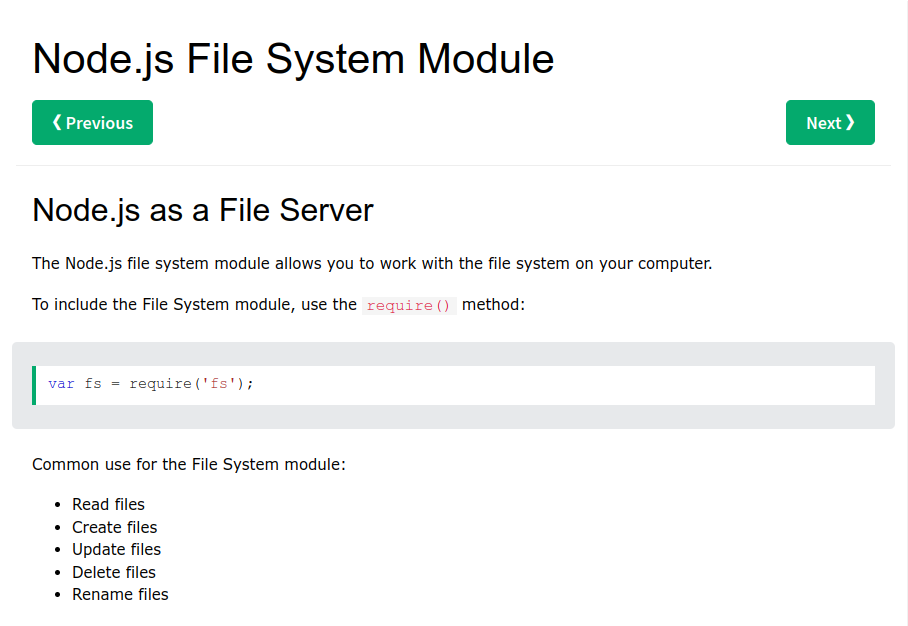 Node.js File System Module
❮ Previous
Next ❯
Node.js as a File Server
The Node.js file system module allows you to work with the file system on your computer.
To include the File System module, use the require() method:
var fs = require('fs');
Common use for the File System module:
• Read files
• Create files
• Update files
• Delete files
• Rename files